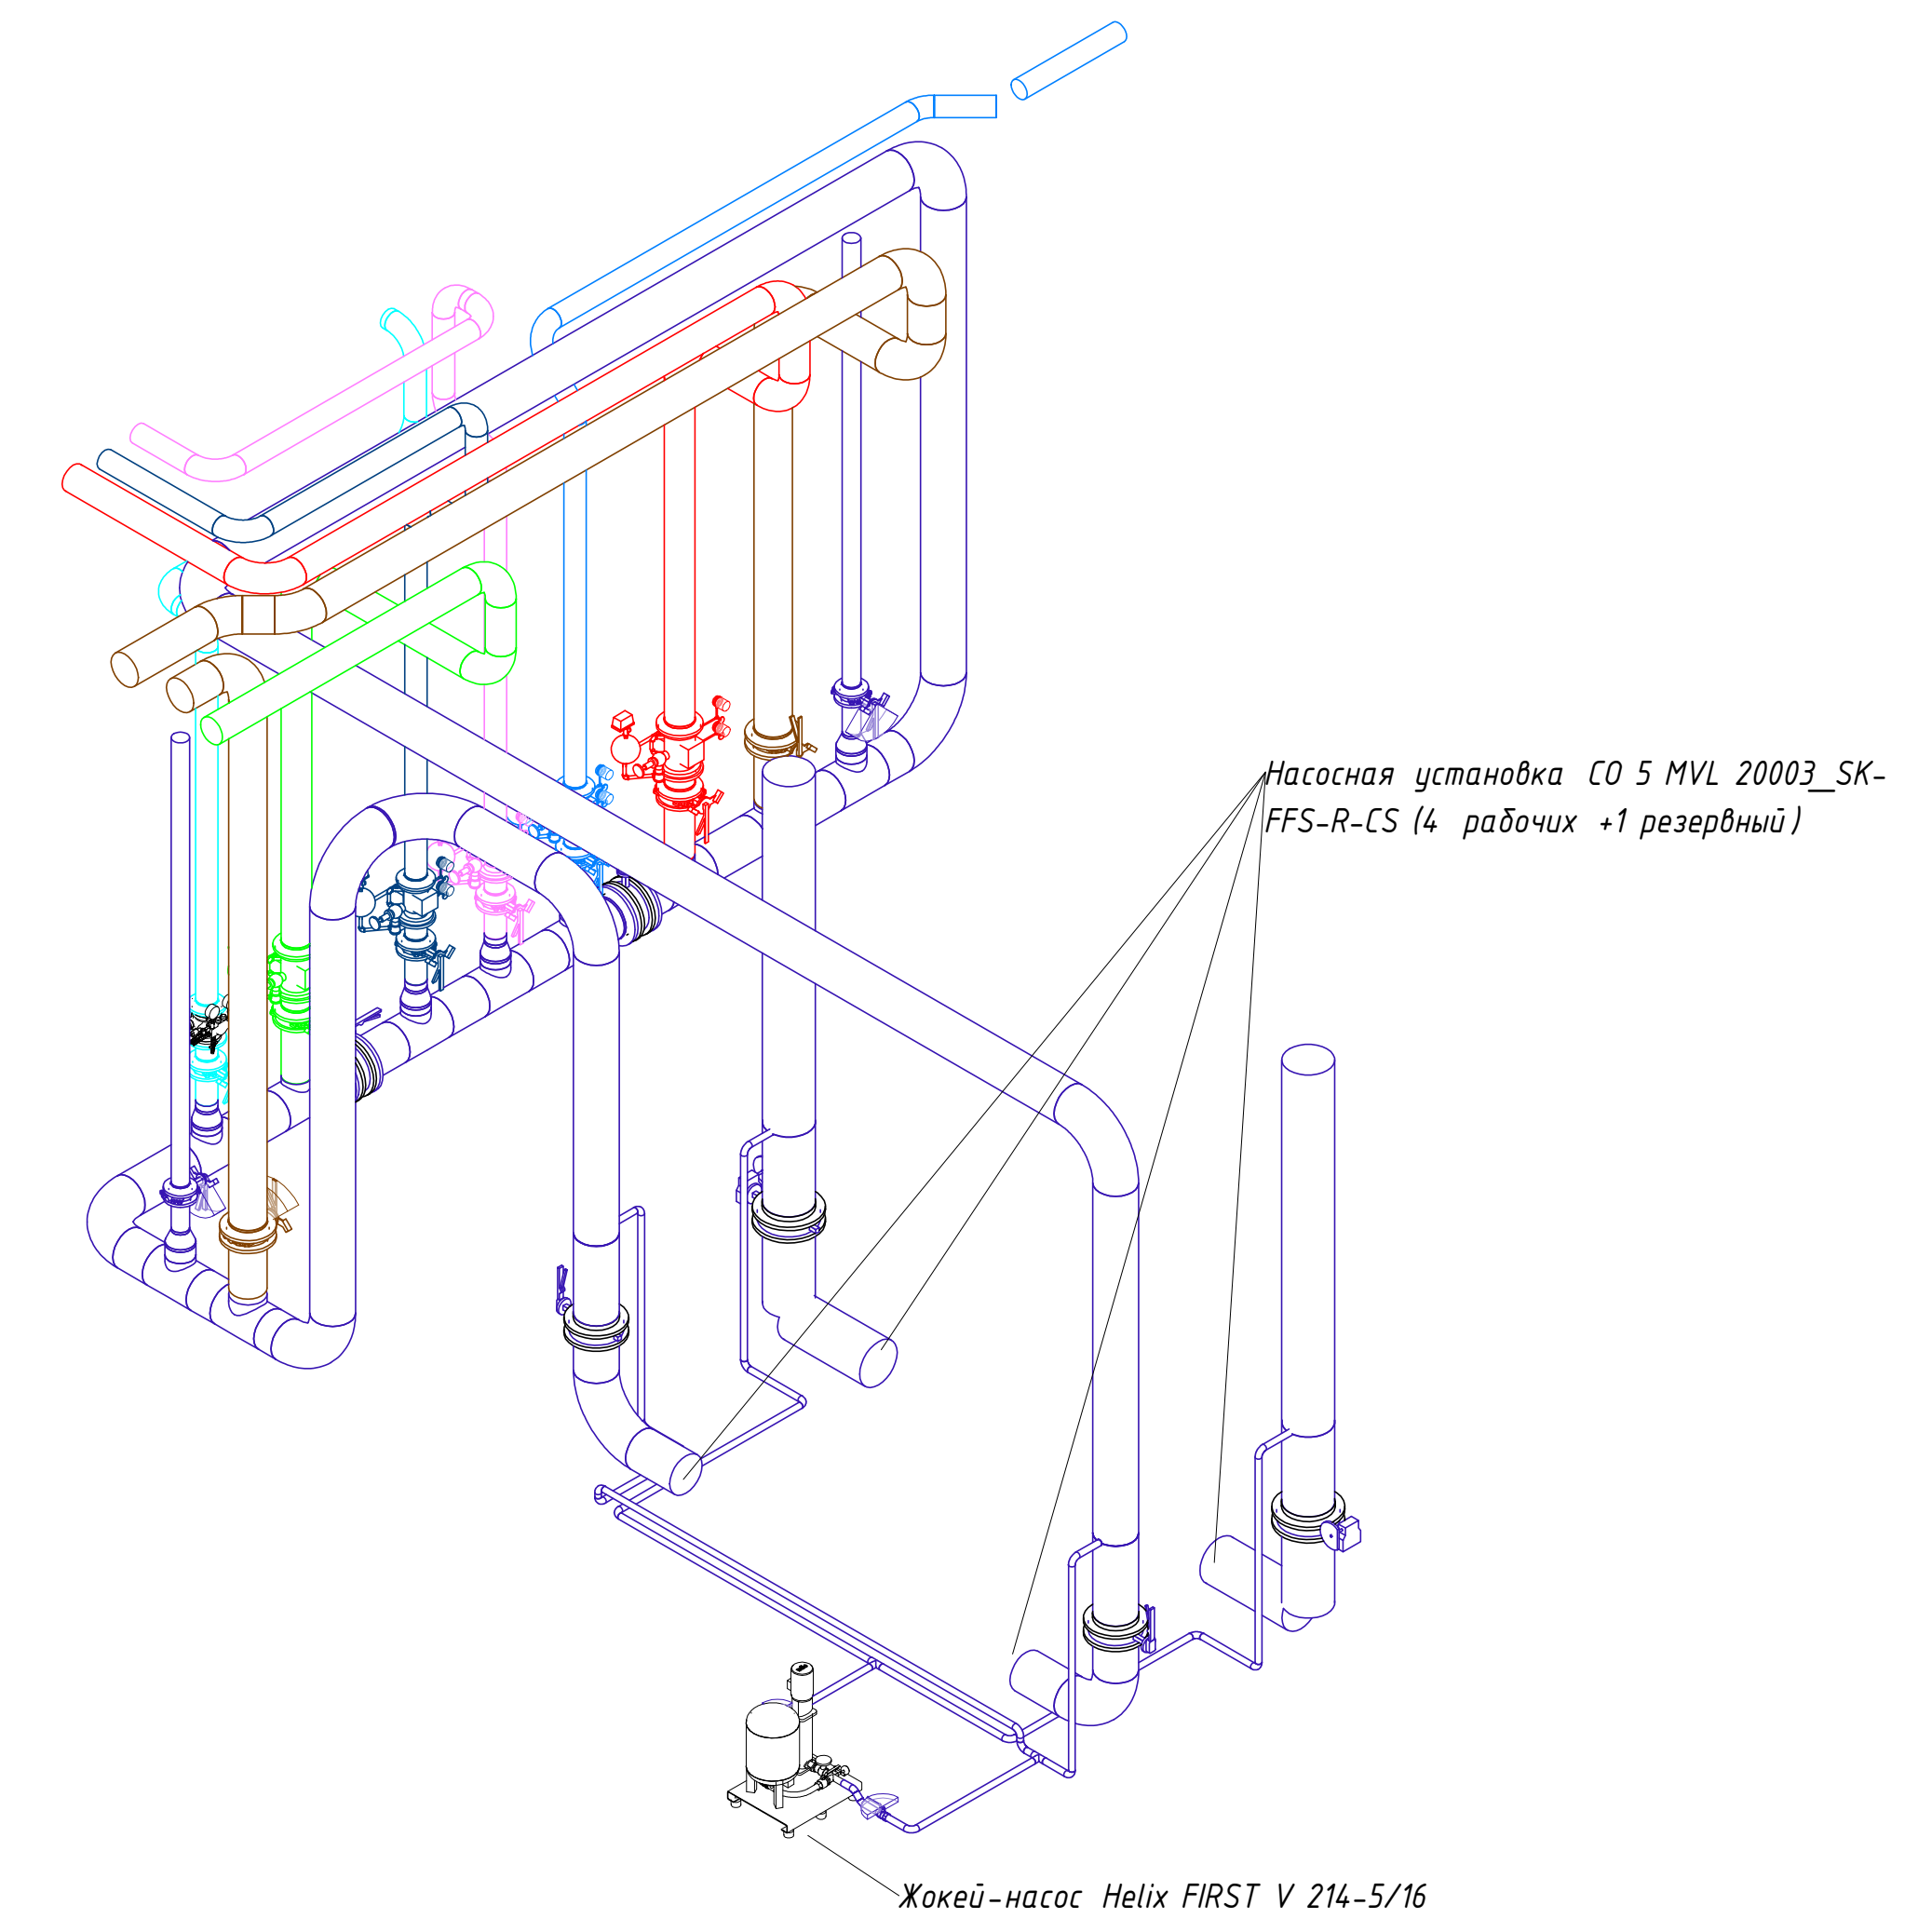 Насосная установка CO 5 MVL 20003_SK-
FFS-R-CS (4 рабочих +1 резервный)
Жокей-насос Helix FIRST V 214-5/16